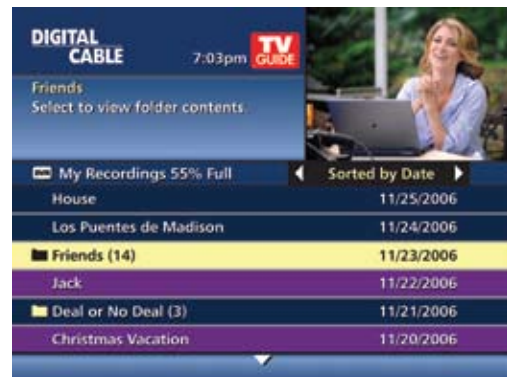 DIGITAL
CABLE
7:03pm
TV
GUIDE
Friends
Select to view folder contents.
My Recordings 55% Full
Sorted by Date
House 11/25/2006
Los Puentes de Madison 11/24/2006
Friends (14) 11/23/2006
Jack 11/22/2006
Deal or No Deal (3) 11/21/2006
Christmas Vacation 11/20/2006